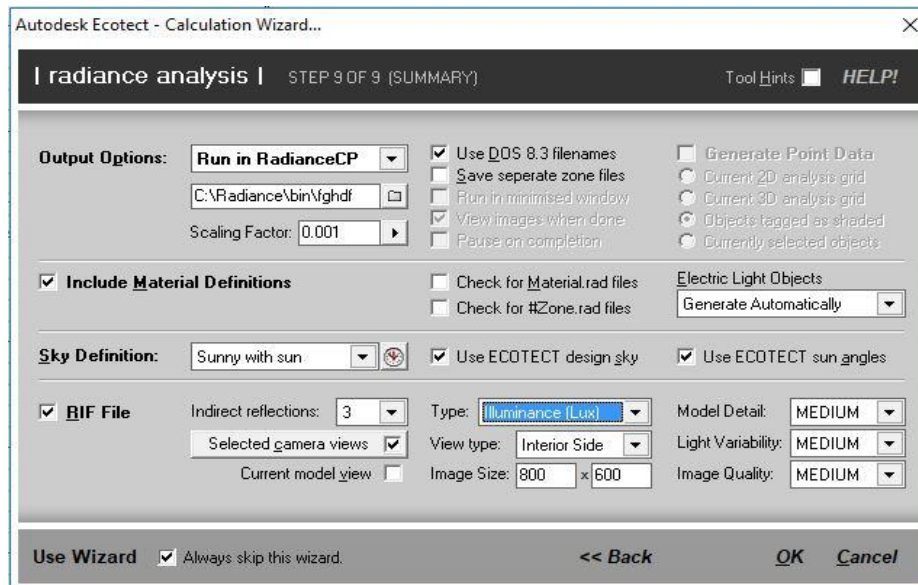 Autodesk Ecotect - Calculation Wizard...
| radiance analysis | STEP 9 OF 9 (SUMMARY) Tool Hints HELP!
Output Options: Run in RadianceCP Use DOS 8.3 filenames Generate Point Data
Save seperate zone files Current 2D analysis grid
C:\Radiance\bin\fghdf Run in minimised window Current 3D analysis grid
View images when done Objects tagged as shaded
Scaling Factor: 0.001 Pause on completion Currently selected objects
Include Material Definitions Check for Material.rad files Electric Light Objects
Check for #Zone.rad files Generate Automatically
Sky Definition: Sunny with sun Use ECOTECT design sky Use ECOTECT sun angles
RIF File Indirect reflections: 3 Type: Illuminance (Lux) Model Detail: MEDIUM
Selected camera views View type: Interior Side Light Variability: MEDIUM
Current model view Image Size: 800 x 600 Image Quality: MEDIUM
Use Wizard Always skip this wizard. << Back OK Cancel